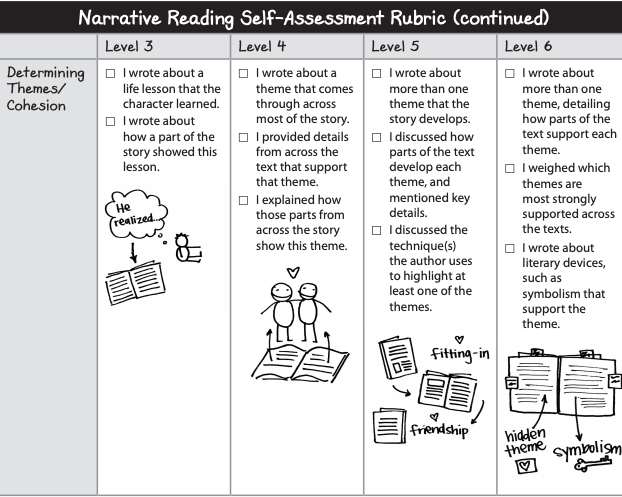 Narrative Reading Self-Assessment Rubric (continued)
Level 3
Level 4
Level 5
Level 6
Determining
Themes/
Cohesion
I wrote about a
life lesson that the
character learned.
I wrote about
how a part of the
story showed this
lesson.
He
realized...
I wrote about a
theme that comes
through across
most of the story.
I provided details
from across the
text that support
that theme.
I explained how
those parts from
across the story
show this theme.
I wrote about
more than one
theme that the
story develops.
I discussed how
parts of the text
develop each
theme, and
mentioned key
details.
I discussed the
technique(s)
the author uses
to highlight at
least one of the
themes.
fitting-in
friendship
I wrote about
more than one
theme, detailing
how parts of the
text support each
theme.
I weighed which
themes are
most strongly
supported across
the texts.
I wrote about
literary devices,
such as
symbolism that
support the
theme.
hidden
theme
symbolism